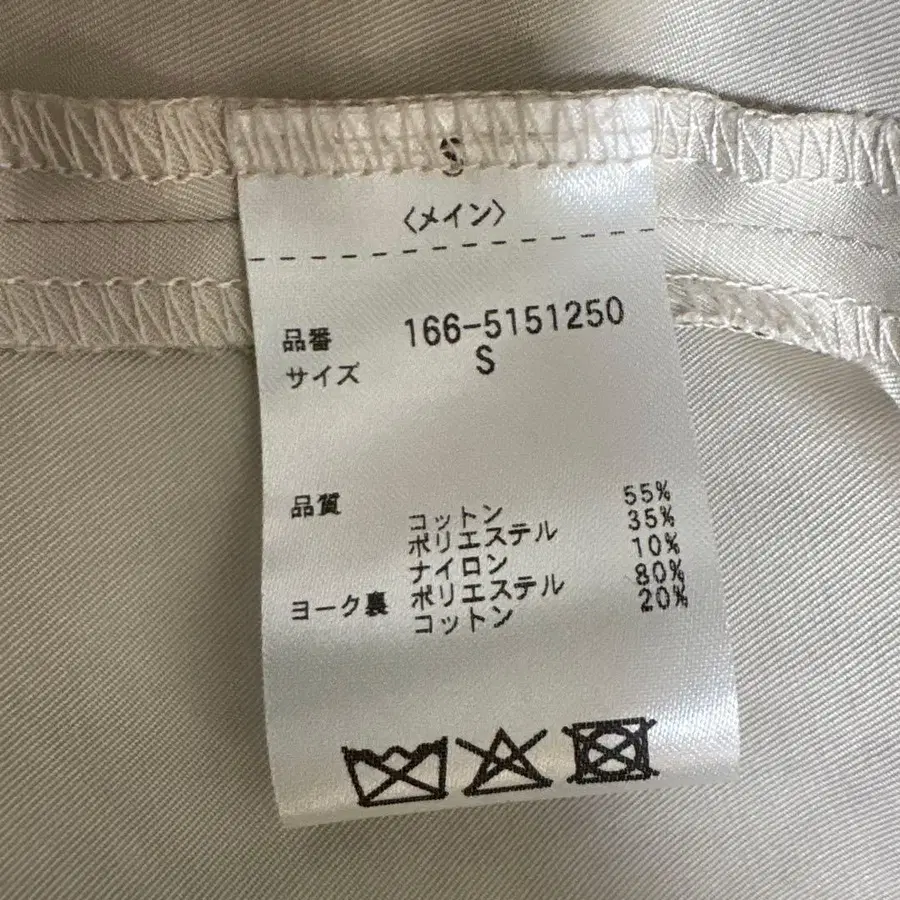 S
〈メイン〉
品番 166-5151250
サイズ S
品質 コットン 55%
ポリエステル 35%
ナイロン 10%
ヨーク裏 ポリエステル 80%
コットン 20%